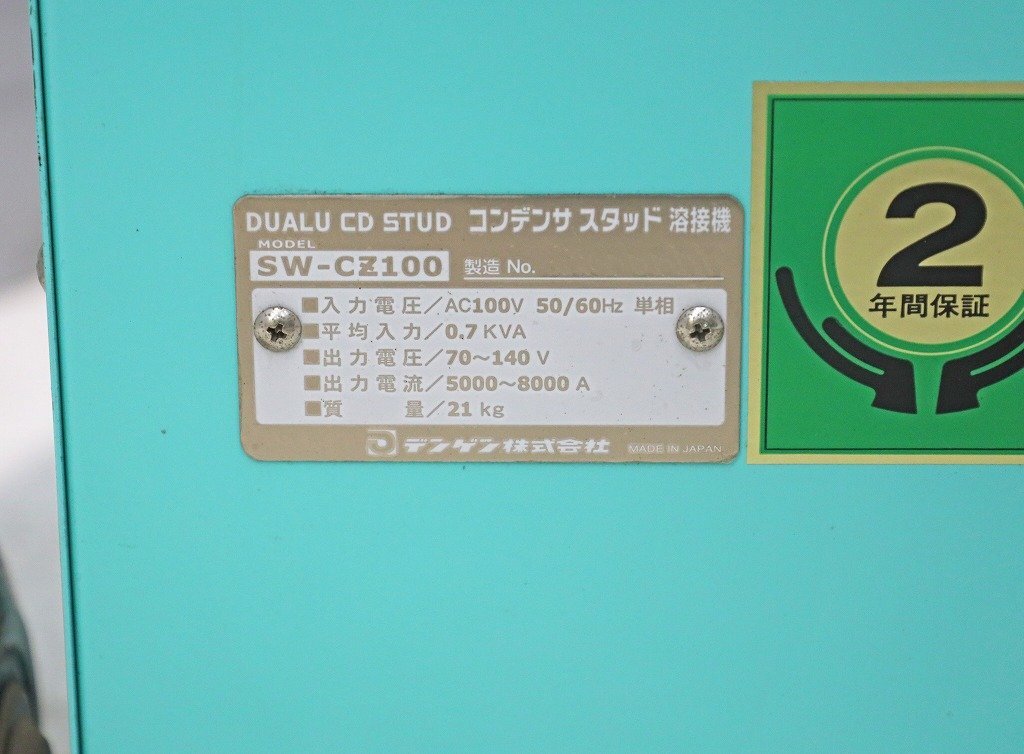 DUALU CD STUD コンデンサ スタッド 溶接機
MODEL
SW-CZ100 製造 No.
■入力電圧/AC100V 50/60Hz 単相
■平均入力/0.7 KVA
■出力電圧/70～140 V
■出力電流/5000～8000 A
■質 量/21 kg
デンゲン株式会社 MADE IN JAPAN
2
年間保証